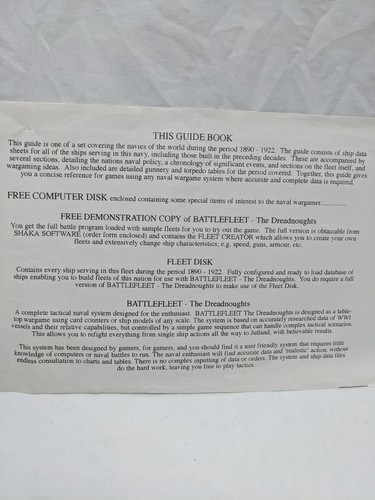 THIS GUIDE BOOK
This guide is one of a set covering the navies of the world during the period 1890 - 1922. The guide consists of ship data
sheets for all of the ships serving in this navy, including those built in the preceding decades. These are accompanied by
several sections, detailing the nations naval policy, a chronology of significant events, and sections on the fleet itself, and
wargaming ideas. Also included are detailed gunnery and torpedo tables for the period covered. Together, this guide gives
you a concise reference for games using any naval wargame system where accurate and complete data is required.
FREE COMPUTER DISK enclosed containing some special items of interest to the naval wargamer..............
FREE DEMONSTRATION COPY of BATTLEFLEET - The Dreadnoughts
You get the full battle program loaded with sample fleets for you to try out the game. The full version is obtainable from
SHAKA SOFTWARE (order form enclosed) and contains the FLEET CREATOR which allows you to create your own
fleets and extensively change ship characteristics, e.g. speed, guns, armour, etc.
FLEET DISK
Contains every ship serving in this fleet during the period 1890 - 1922. Fully configured and ready to load database of
ships enabling you to build fleets of this nation for use with BATTLEFLEET - The Dreadnoughts. You do require a full
version of BATTLEFLEET - The Dreadnoughts to make use of the Fleet Disk.
BATTLEFLEET - The Dreadnoughts
A complete tactical naval system designed for the enthusiast. BATTLEFLEET The Dreadnoughts is designed as a table-
top wargame using card counters or ship models of any scale. The system is based on accurately researched data of WWI
vessels and their relative capabilities, but controlled by a simple game sequence that can handle complex scenarios.
This allows you to refight everything from single ship actions all the way to Jutland, with believable results.
This system has been designed by gamers, for gamers, and you should find it a user friendly system that requires little
knowledge of computers or naval battles to run. The naval enthusiast will find accurate data and 'realistic' action, without
endless consultation to charts and tables. There is no complex inputting of data or orders. The system and ship data files
do the hard work, leaving you free to play tactics.